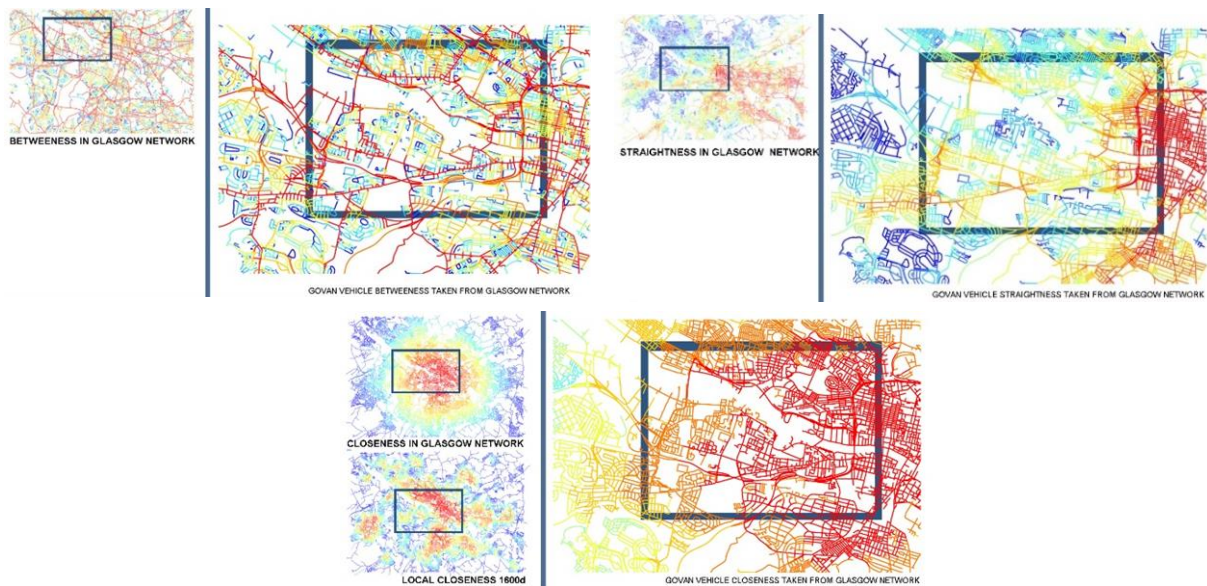 BETWEENESS IN GLASGOW NETWORK
GOVAN VEHICLE BETWEENESS TAKEN FROM GLASGOW NETWORK
STRAIGHTNESS IN GLASGOW NETWORK
GOVAN VEHICLE STRAIGHTNESS TAKEN FROM GLASGOW NETWORK
CLOSENESS IN GLASGOW NETWORK
LOCAL CLOSENESS 1600d
GOVAN VEHICLE CLOSENESS TAKEN FROM GLASGOW NETWORK